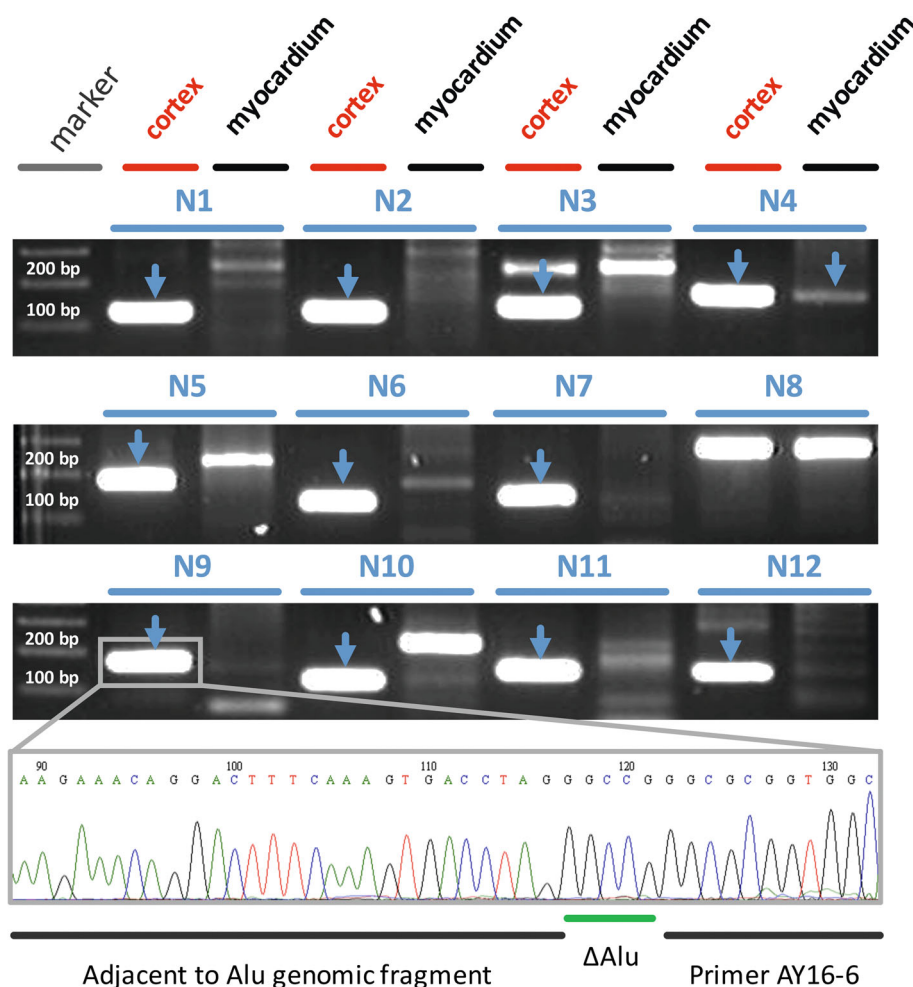 marker cortex myocardium cortex myocardium cortex myocardium cortex myocardium
N1 N2 N3 N4
200 bp
100 bp
N5 N6 N7 N8
200 bp
100 bp
N9 N10 N11 N12
200 bp
100 bp
90 100 110 120 130
A A G A A A C A G G A C T T T C A A A G T G A C C T A G G G C C G G G C G C G G T G G C
Adjacent to Alu genomic fragment ΔAlu Primer AY16-6